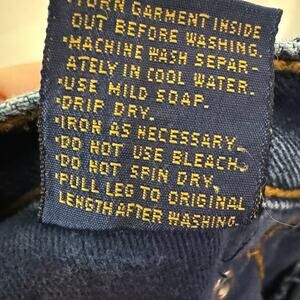 •TURN GARMENT INSIDE
OUT BEFORE WASHING.
•MACHINE WASH SEPAR-
ATELY IN COOL WATER.
•USE MILD SOAP.
•DRIP DRY.
•IRON AS NECESSARY.
•DO NOT USE BLEACH.
•DO NOT SPIN DRY.
•PULL LEG TO ORIGINAL
LENGTH AFTER WASHING.